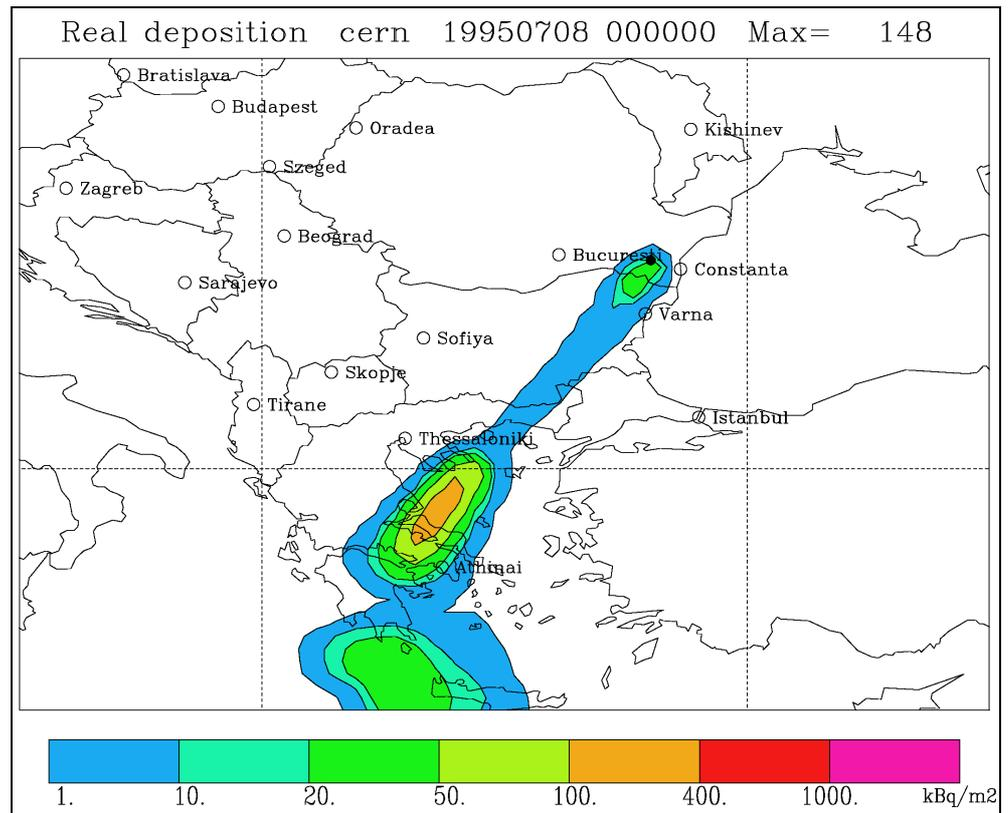 Real deposition cern 19950708 000000 Max= 148
Bratislava
Budapest
Oradea
Kishinev
Szeged
Zagreb
Beograd
Bucuresti
Constanta
Sarajevo
Varna
Sofiya
Skopje
Tirane
Istanbul
Thessaloniki
Athinai
1. 10. 20. 50. 100. 400. 1000. kBq/m2